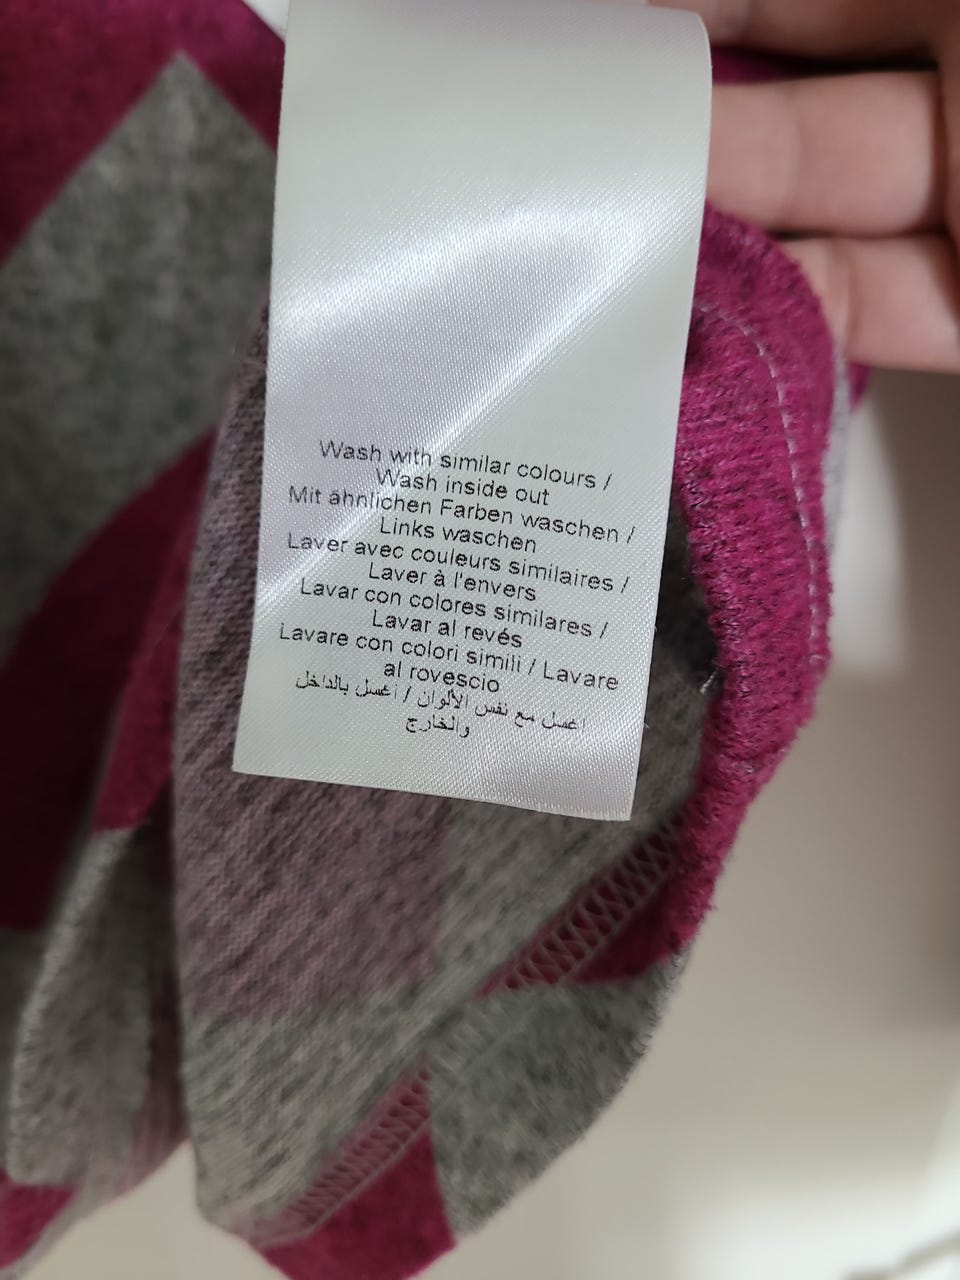 Wash with similar colours /
Wash inside out
Mit ähnlichen Farben waschen /
Links waschen
Laver avec couleurs similaires /
Laver à l'envers
Lavar con colores similares /
Lavar al revés
Lavare con colori simili / Lavare
al rovescio
اغسل مع نفس الألوان / اغسل بالداخل
والخارج